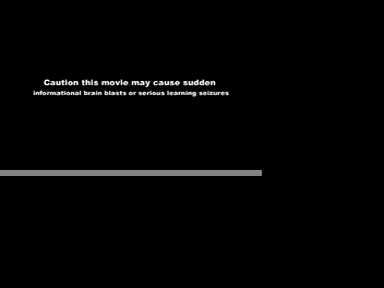 Caution this movie may cause sudden
informational brain blasts or serious learning seizures